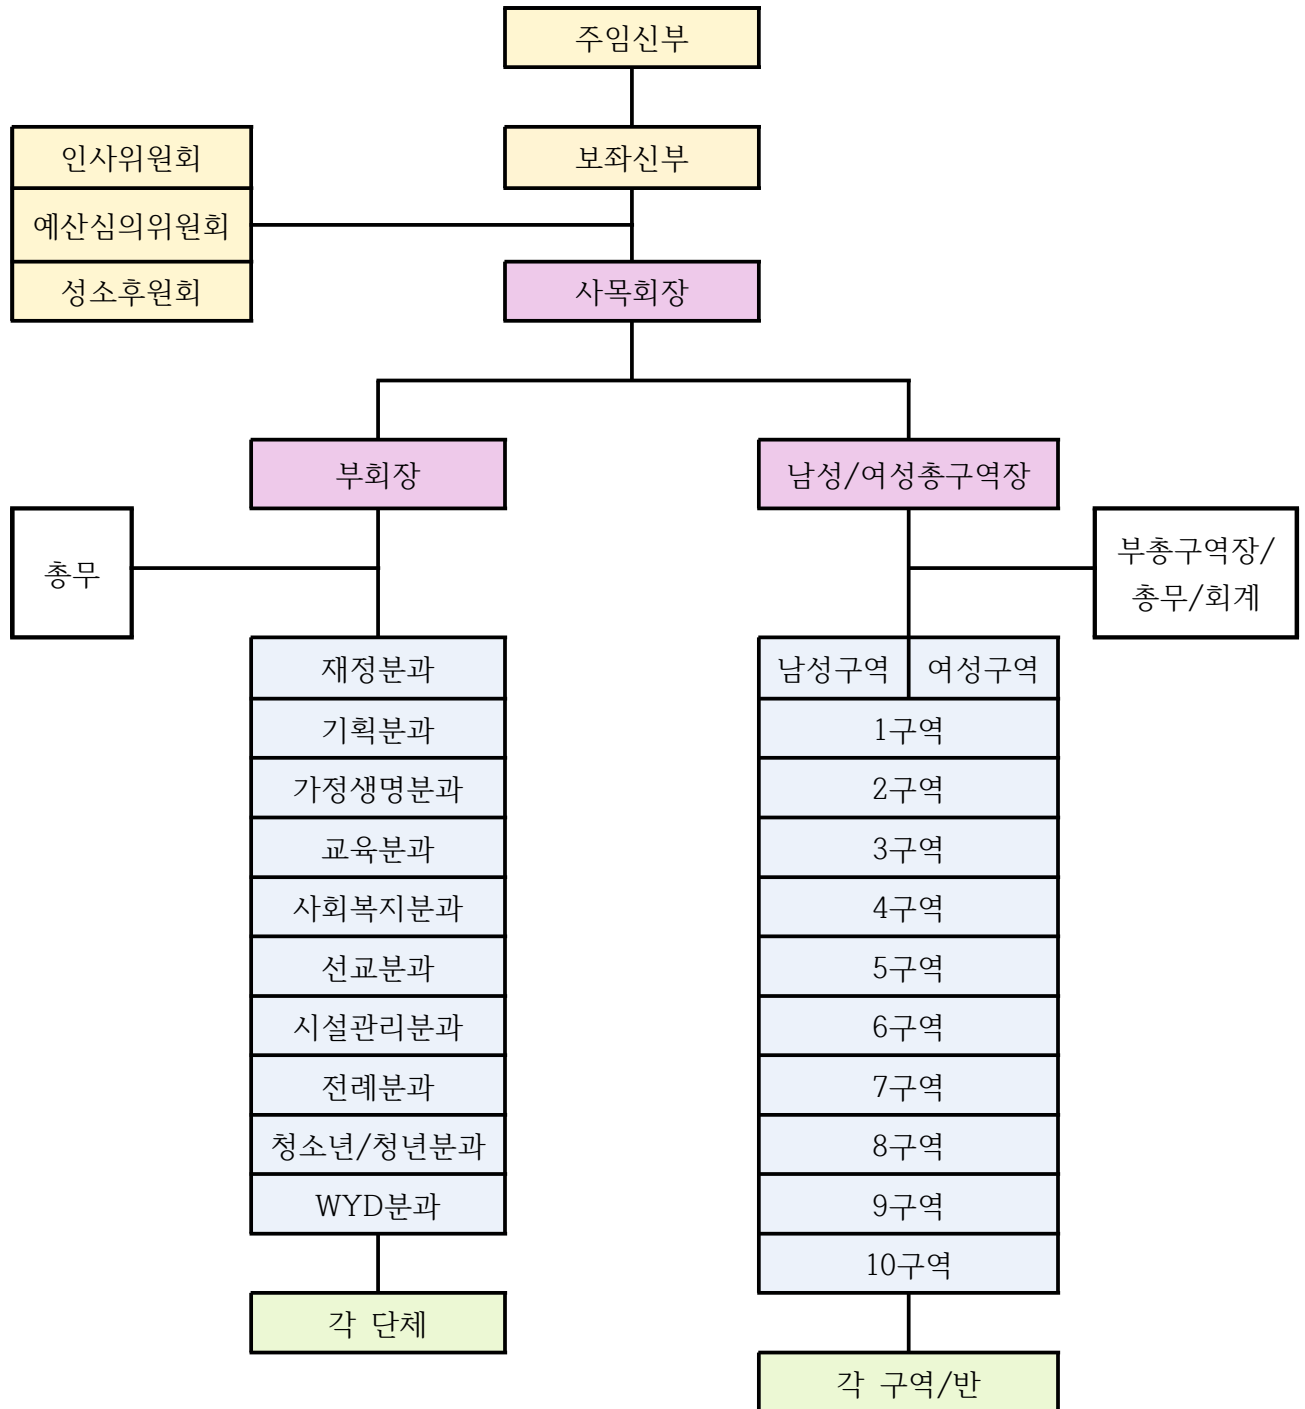 주임신부
인사위원회
보좌신부
예산심의위원회
성소후원회
사목회장
부회장
남성/여성총구역장
총무
부총구역장/
총무/회계
재정분과
기획분과
가정생명분과
교육분과
사회복지분과
선교분과
시설관리분과
전례분과
청소년/청년분과
WYD분과
각 단체
남성구역
여성구역
1구역
2구역
3구역
4구역
5구역
6구역
7구역
8구역
9구역
10구역
각 구역/반